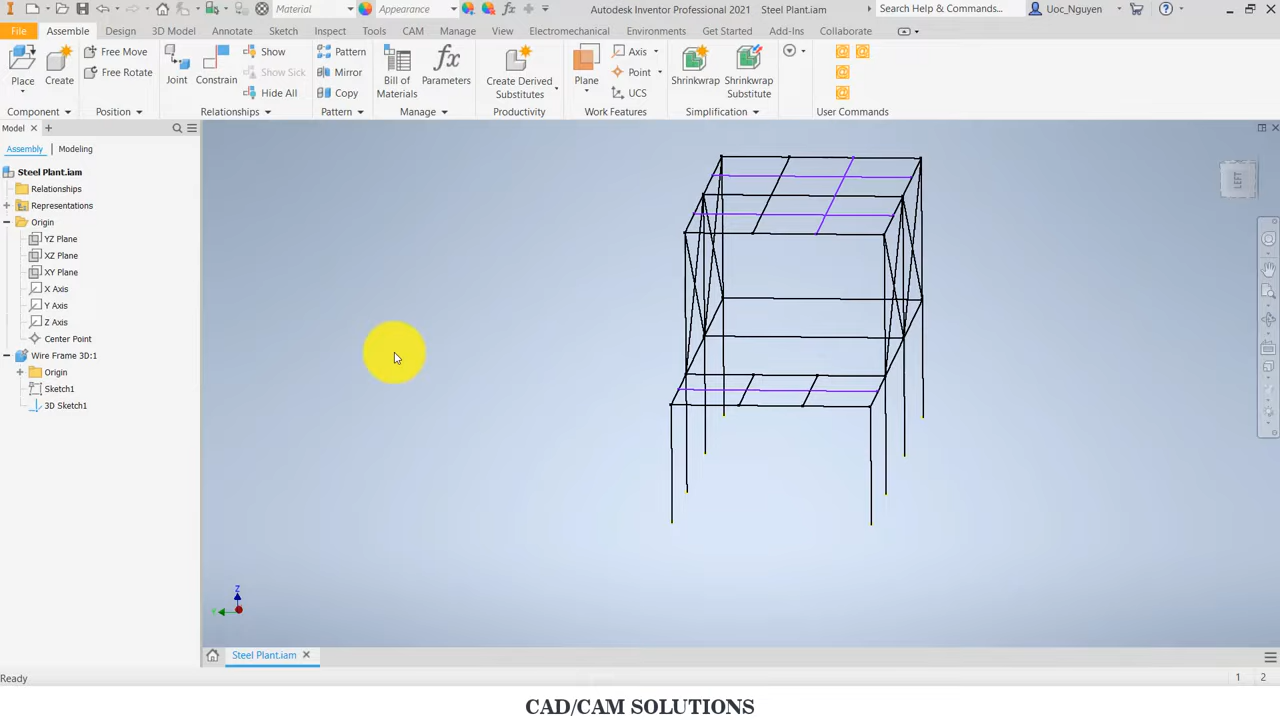 Material
Appearance
fx
Autodesk Inventor Professional 2021
Steel Plant.iam
Search Help & Commands...
Uoc_Nguyen
File
Assemble
Design
3D Model
Annotate
Sketch
Inspect
Tools
CAM
Manage
View
Electromechanical
Environments
Get Started
Add-Ins
Collaborate
Place
Create
Free Move
Free Rotate
Joint
Constrain
Show
Show Sick
Hide All
Pattern
Mirror
Copy
Bill of Materials
fx
Parameters
Create Derived Substitutes
Plane
Axis
Point
UCS
Shrinkwrap
Shrinkwrap Substitute
Component
Position
Relationships
Pattern
Manage
Productivity
Work Features
Simplification
User Commands
Model
Assembly
Modeling
Steel Plant.iam
Relationships
Representations
Origin
YZ Plane
XZ Plane
XY Plane
X Axis
Y Axis
Z Axis
Center Point
Wire Frame 3D:1
Origin
Sketch1
3D Sketch1
LEFT
Z
Y
Steel Plant.iam
Ready
1
2
CAD/CAM SOLUTIONS